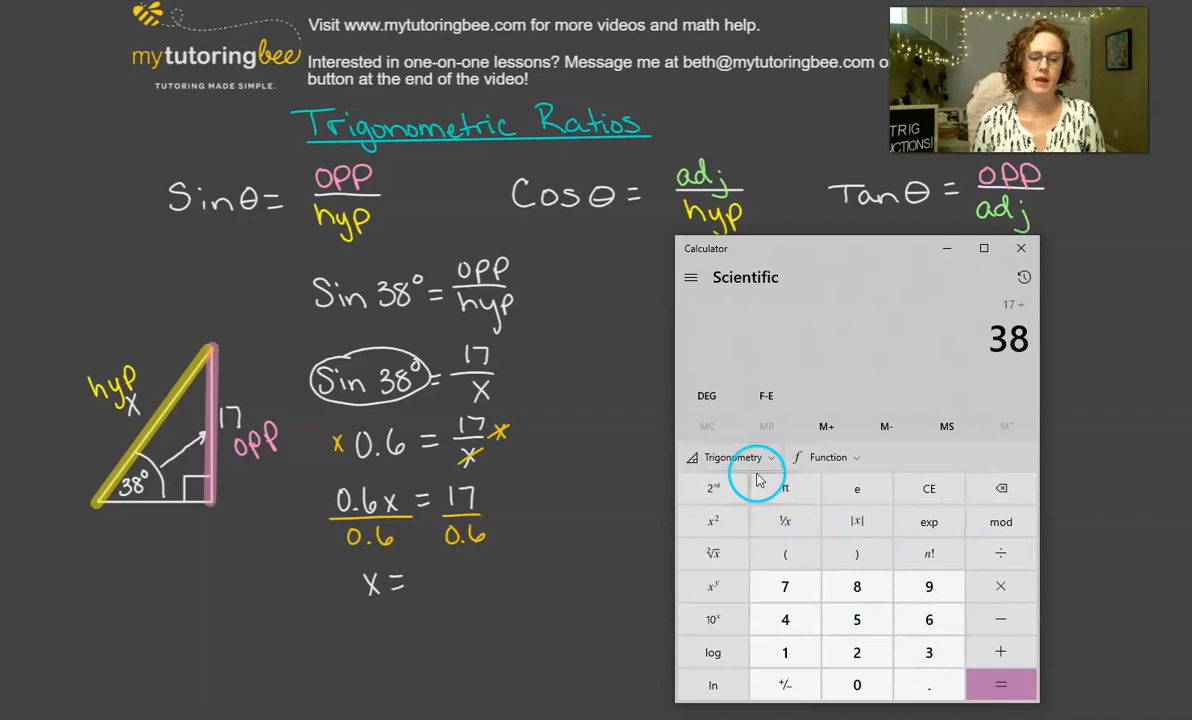 mytutoringbee
TUTORING MADE SIMPLE.
Visit www.mytutoringbee.com for more videos and math help.
Interested in one-on-one lessons? Message me at beth@mytutoringbee.com o
button at the end of the video!
TRIG
NCTIONS!
Trigonometric Ratios
Sinθ= opp/hyp
Cosθ= adj/hyp
Tanθ= opp/adj
Sin 38°= opp/hyp
Sin 38°= 17/x
x 0.6 = 17/x x
0.6x = 17
0.6 0.6
x =
hyp
x
17
opp
38°
Calculator
Scientific
17 ÷
38
DEG F-E
MC MR M+ M- MS M˅
Trigonometry f Function
2ⁿᵈ π e CE
x² ¹/x |x| exp mod
²√x ( ) n! ÷
xʸ 7 8 9 ×
10ˣ 4 5 6 −
log 1 2 3 +
ln +/− 0 . =